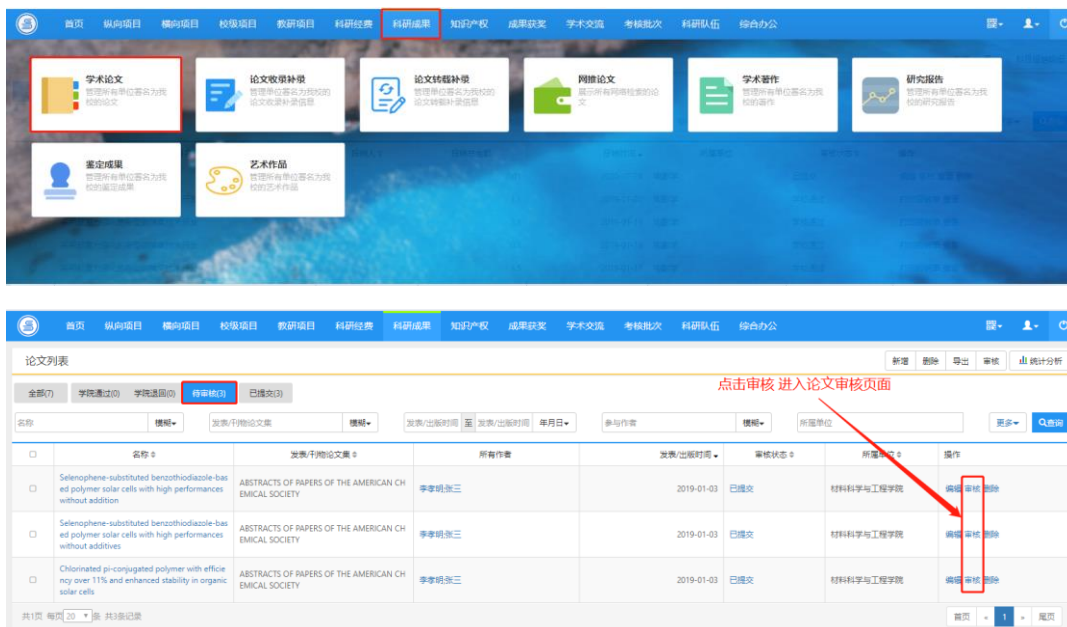 首页 纵向项目 横向项目 校级项目 教研项目 科研经费 科研成果 知识产权 成果获奖 学术交流 考核批次 科研队伍 综合办公
学术论文
管理所有单位署名为我校的论文
论文收录补录
管理所有单位署名为我校的论文收录补录信息
论文转载补录
管理所有单位署名为我校的论文转载补录信息
网推论文
展示所有网络检索的论文
学术著作
管理所有单位署名为我校的著作
研究报告
管理所有单位署名为我校的研究报告
鉴定成果
管理所有单位署名为我校的鉴定成果
艺术作品
管理所有单位署名为我校的艺术作品
首页 纵向项目 横向项目 校级项目 教研项目 科研经费 科研成果 知识产权 成果获奖 学术交流 考核批次 科研队伍 综合办公
论文列表 新增 删除 导出 审核 统计分析
全部(7) 学院通过(0) 学院退回(0) 待审核(3) 已提交(3)
点击审核 进入论文审核页面
名称 模糊 发表/刊物论文集 模糊 发表/出版时间 至 发表/出版时间 年月日 参与作者 模糊 所属单位 更多 查询
名称 发表/刊物论文集 所有作者 发表/出版时间 审核状态 所属单位 操作
Selenophene-substituted benzothiodiazole-bas
ed polymer solar cells with high performances
without addition
ABSTRACTS OF PAPERS OF THE AMERICAN CH
EMICAL SOCIETY
李孝明;张三 2019-01-03 已提交 材料科学与工程学院 编辑 审核 删除
Selenophene-substituted benzothiodiazole-bas
ed polymer solar cells with high performances
without additives
ABSTRACTS OF PAPERS OF THE AMERICAN CH
EMICAL SOCIETY
李孝明;张三 2019-01-03 已提交 材料科学与工程学院 编辑 审核 删除
Chlorinated pi-conjugated polymer with efficie
ncy over 11% and enhanced stability in organic
solar cells
ABSTRACTS OF PAPERS OF THE AMERICAN CH
EMICAL SOCIETY
李孝明;张三 2019-01-03 已提交 材料科学与工程学院 编辑 审核 删除
共1页 每页 20 条 共3条记录 首页 « 1 » 尾页